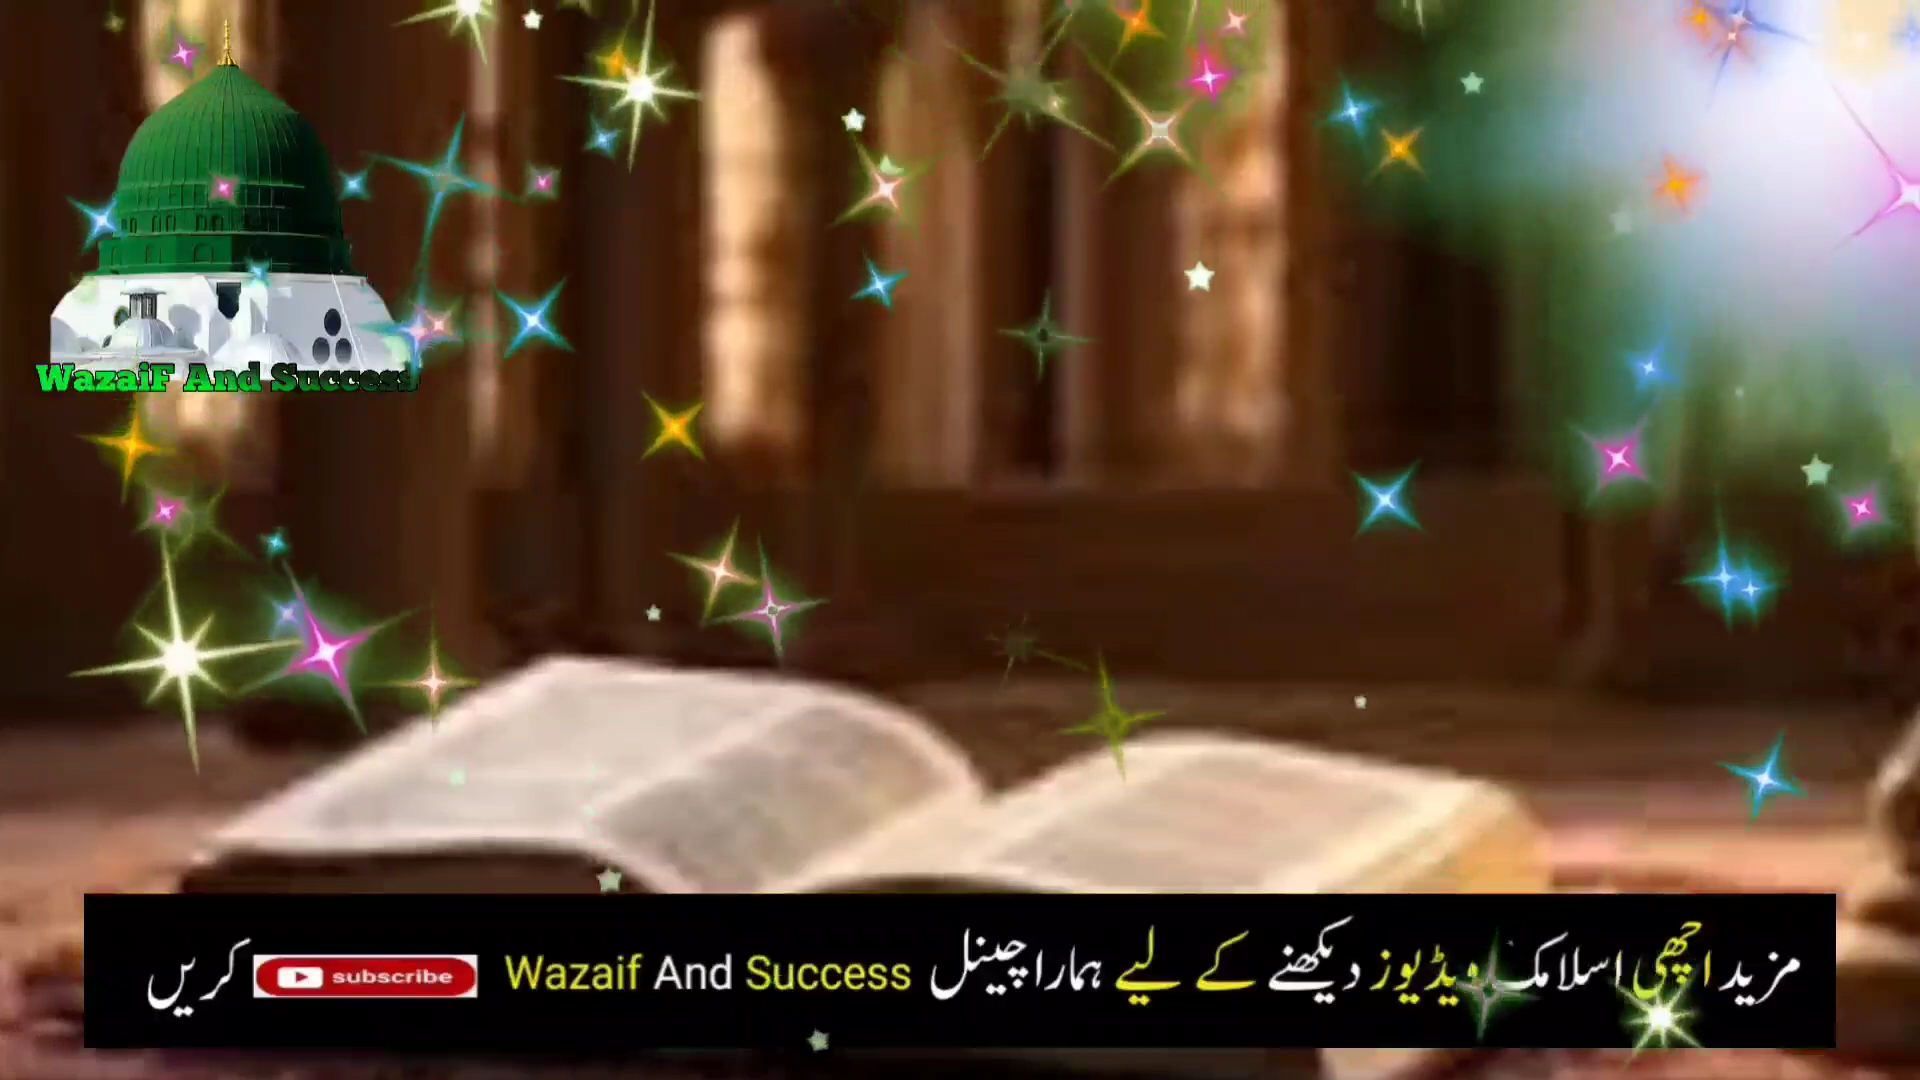 WazaiF And Success
مزید اچھی اسلامک ویڈیوز دیکھنے کے لیے ہمارا چینل Wazaif And Success subscribe کریں